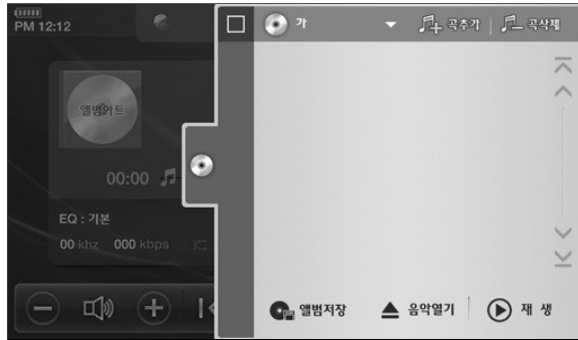 PM 12:12
가
곡추가
곡삭제
앨범아트
00:00
EQ : 기본
00 khz 000 kbps
앨범저장
음악열기
재 생